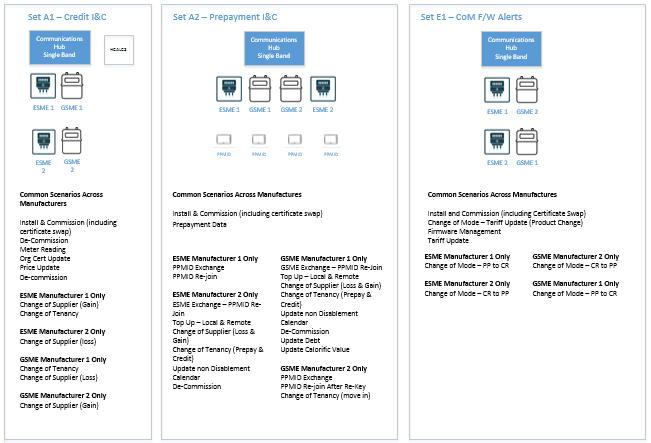 Set A1 – Credit I&C
Communications
Hub
Single Band
HCALCS
ESME 1
GSME 1
ESME
2
GSME
2
Common Scenarios Across
Manufacturers
Install & Commission (including
certificate swap)
De-Commission
Meter Reading
Org Cert Update
Price Update
De-commission
ESME Manufacturer 1 Only
Change of Supplier (Gain)
Change of Tenancy
ESME Manufacturer 2 Only
Change of Supplier (loss)
GSME Manufacturer 1 Only
Change of Tenancy
Change of Supplier (Loss)
GSME Manufacturer 2 Only
Change of Supplier (Gain)
Set A2 – Prepayment I&C
Communications
Hub
Single Band
ESME 1
GSME 1
GSME 2
ESME 2
PPMID
PPMID
PPMID
PPMID
Common Scenarios Across Manufactures
Install & Commission (including certificate swap)
Prepayment Data
ESME Manufacturer 1 Only
PPMID Exchange
PPMID Re-join
ESME Manufacturer 2 Only
ESME Exchange – PPMID Re-
Join
Top Up – Local & Remote
Change of Supplier (Loss &
Gain)
Change of Tenancy (Prepay &
Credit)
Update non Disablement
Calendar
De-Commission
GSME Manufacturer 1 Only
GSME Exchange – PPMID Re-Join
Top Up – Local & Remote
Change of Supplier (Loss & Gain)
Change of Tenancy (Prepay &
Credit)
Update non Disablement
Calendar
De-Commission
Update Debt
Update Calorific Value
GSME Manufacturer 2 Only
PPMID Exchange
PPMID Re-join After Re-Key
Change of Tenancy (move in)
Set E1 – CoM F/W Alerts
Communications
Hub
Single Band
ESME 1
GSME 2
ESME 2
GSME 1
Common Scenarios Across Manufactures
Install and Commission (including Certificate Swap)
Change of Mode – Tariff Update (Product Change)
Firmware Management
Tariff Update
ESME Manufacturer 1 Only
Change of Mode – PP to CR
GSME Manufacturer 2 Only
Change of Mode – CR to PP
ESME Manufacturer 2 Only
Change of Mode – CR to PP
GSME Manufacturer 1 Only
Change of Mode – PP to CR